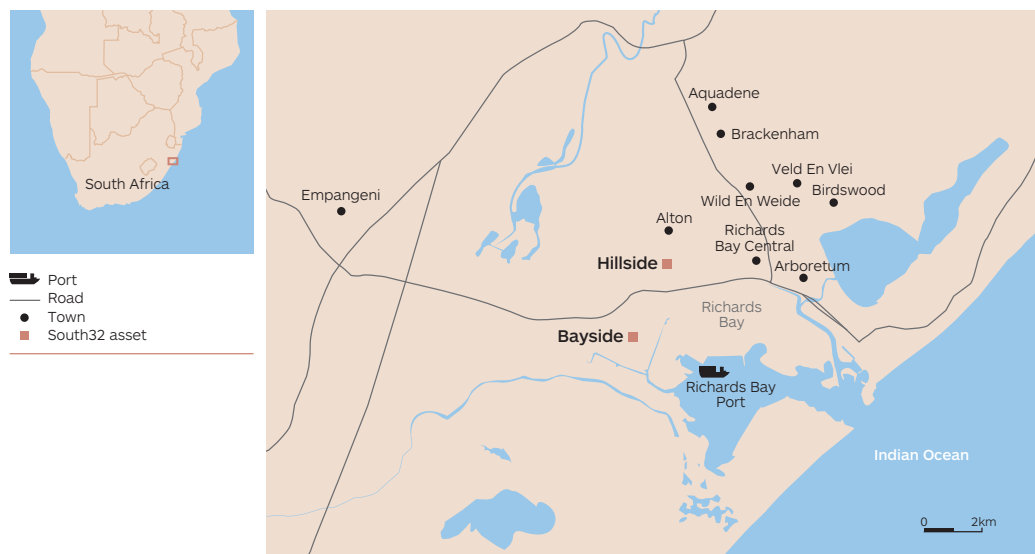 South Africa
Port
Road
Town
South32 asset
Aquadene
Brackenham
Veld En Vlei
Birdswood
Wild En Weide
Empangeni
Alton
Richards
Bay Central
Hillside
Arboretum
Richards
Bay
Bayside
Richards Bay
Port
Indian Ocean
0 2km